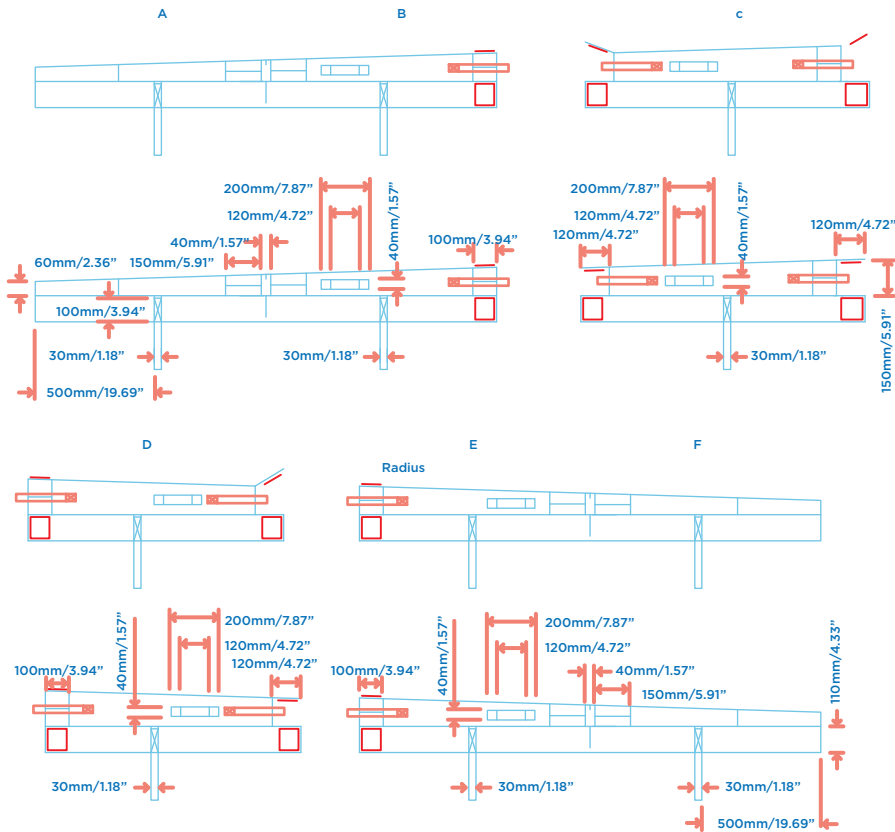 A
B
c
200mm/7.87”
120mm/4.72”
40mm/1.57”
40mm/1.57”
150mm/5.91”
60mm/2.36”
100mm/3.94”
100mm/3.94”
30mm/1.18”
30mm/1.18”
500mm/19.69”
200mm/7.87”
120mm/4.72”
120mm/4.72”
40mm/1.57”
120mm/4.72”
150mm/5.91”
30mm/1.18”
D
E
F
Radius
40mm/1.57”
200mm/7.87”
120mm/4.72”
120mm/4.72”
100mm/3.94”
30mm/1.18”
40mm/1.57”
200mm/7.87”
120mm/4.72”
100mm/3.94”
40mm/1.57”
150mm/5.91”
110mm/4.33”
30mm/1.18”
30mm/1.18”
500mm/19.69”